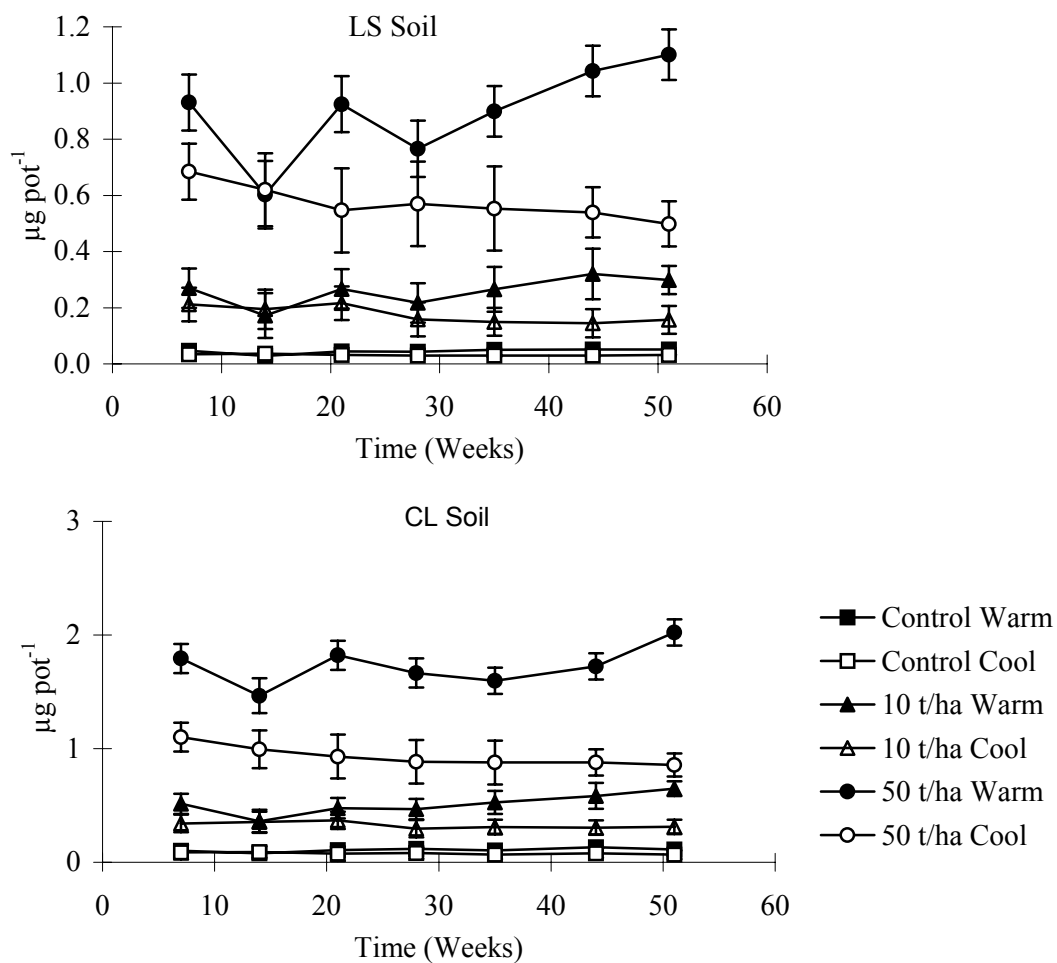 LS Soil
1.2
1.0
0.8
0.6
0.4
0.2
0.0
µg pot⁻¹
0 10 20 30 40 50 60
Time (Weeks)
CL Soil
3
2
1
0
µg pot⁻¹
0 10 20 30 40 50 60
Time (Weeks)
Control Warm
Control Cool
10 t/ha Warm
10 t/ha Cool
50 t/ha Warm
50 t/ha Cool